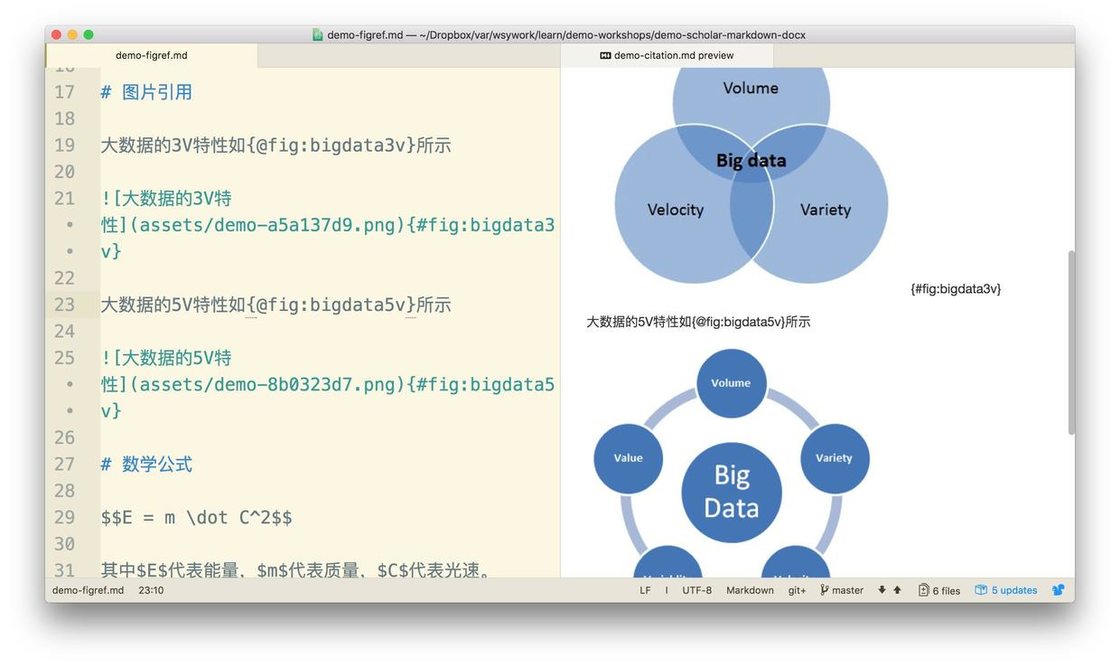 demo-figref.md — ~/Dropbox/var/wsywork/learn/demo-workshops/demo-scholar-markdown-docx
demo-figref.md
demo-citation.md preview
17 # 图片引用
18
19 大数据的3V特性如{@fig:bigdata3v}所示
20
21 ![大数据的3V特
• 性](assets/demo-a5a137d9.png){#fig:bigdata3
• v}
22
23 大数据的5V特性如{@fig:bigdata5v}所示
24
25 ![大数据的5V特
• 性](assets/demo-8b0323d7.png){#fig:bigdata5
• v}
26
27 # 数学公式
28
29 $$E = m \dot C^2$$
30
31 其中$E$代表能量，$m$代表质量，$C$代表光速。
Volume
Big data
Velocity
Variety
{#fig:bigdata3v}
大数据的5V特性如{@fig:bigdata5v}所示
Volume
Value
Variety
Big
Data
demo-figref.md 23:10
LF I UTF-8 Markdown git+ master 6 files 5 updates